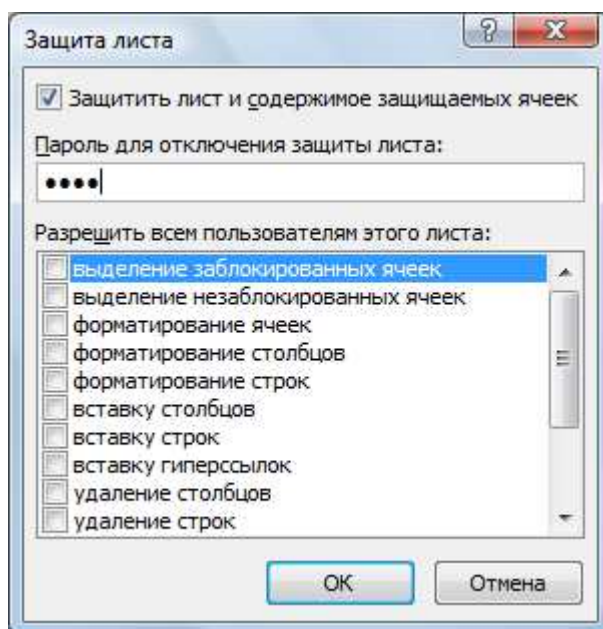 Защита листа
Защитить лист и содержимое защищаемых ячеек
Пароль для отключения защиты листа:
••••
Разрешить всем пользователям этого листа:
выделение заблокированных ячеек
выделение незаблокированных ячеек
форматирование ячеек
форматирование столбцов
форматирование строк
вставку столбцов
вставку строк
вставку гиперссылок
удаление столбцов
удаление строк
ОК
Отмена